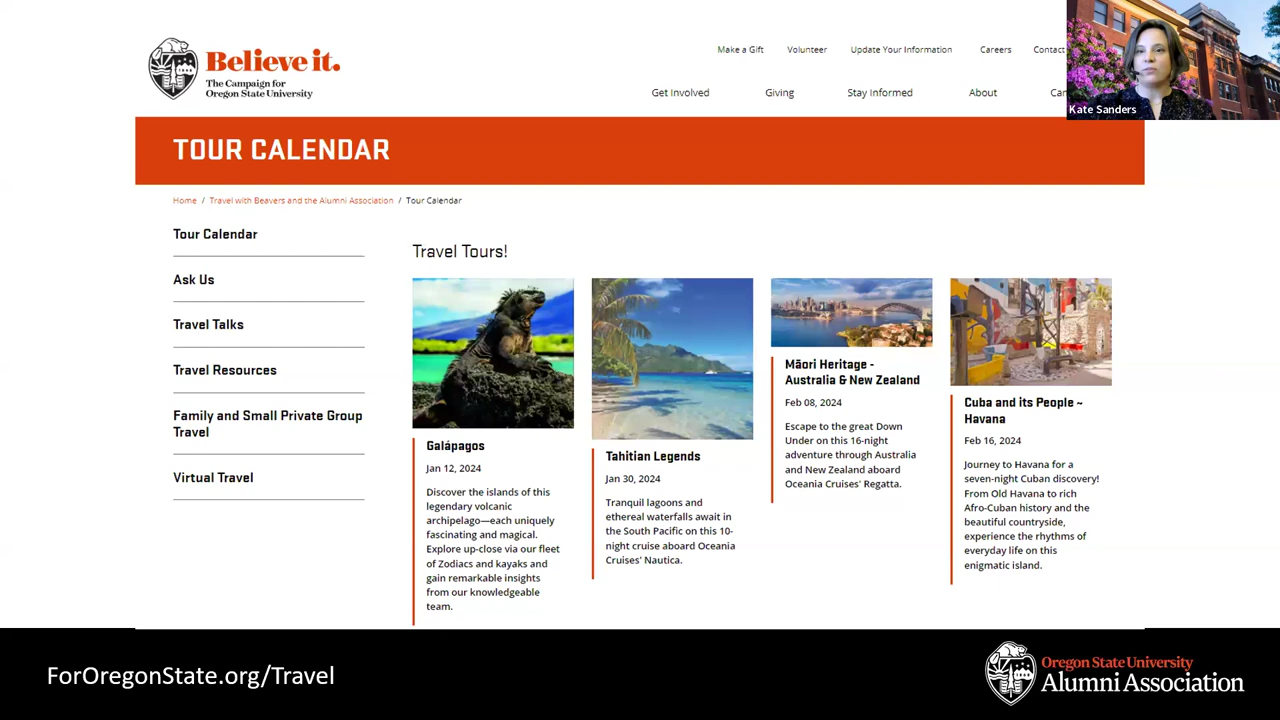 Believe it.
The Campaign for
Oregon State University
Make a Gift Volunteer Update Your Information Careers Contact
Get Involved Giving Stay Informed About
Kate Sanders
TOUR CALENDAR
Home / Travel with Beavers and the Alumni Association / Tour Calendar
Tour Calendar
Ask Us
Travel Talks
Travel Resources
Family and Small Private Group
Travel
Virtual Travel
Travel Tours!
Galápagos
Jan 12, 2024
Discover the islands of this
legendary volcanic
archipelago—each uniquely
fascinating and magical.
Explore up-close via our fleet
of Zodiacs and kayaks and
gain remarkable insights
from our knowledgeable
team.
Tahitian Legends
Jan 30, 2024
Tranquil lagoons and
ethereal waterfalls await in
the South Pacific on this 10-
night cruise aboard Oceania
Cruises' Nautica.
Māori Heritage -
Australia & New Zealand
Feb 08, 2024
Escape to the great Down
Under on this 16-night
adventure through Australia
and New Zealand aboard
Oceania Cruises' Regatta.
Cuba and its People ~
Havana
Feb 16, 2024
Journey to Havana for a
seven-night Cuban discovery!
From Old Havana to rich
Afro-Cuban history and the
beautiful countryside,
experience the rhythms of
everyday life on this
enigmatic island.
ForOregonState.org/Travel
Oregon State University
Alumni Association